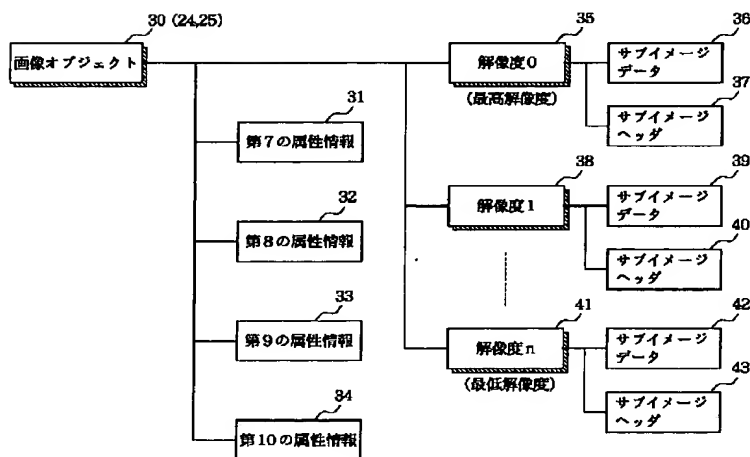 30 (24,25)
画像オブジェクト
31
第7の属性情報
32
第8の属性情報
33
第9の属性情報
34
第10の属性情報
35
解像度0
(最高解像度)
36
サブイメージ
データ
37
サブイメージ
ヘッダ
38
解像度1
39
サブイメージ
データ
40
サブイメージ
ヘッダ
41
解像度n
(最低解像度)
42
サブイメージ
データ
43
サブイメージ
ヘッダ